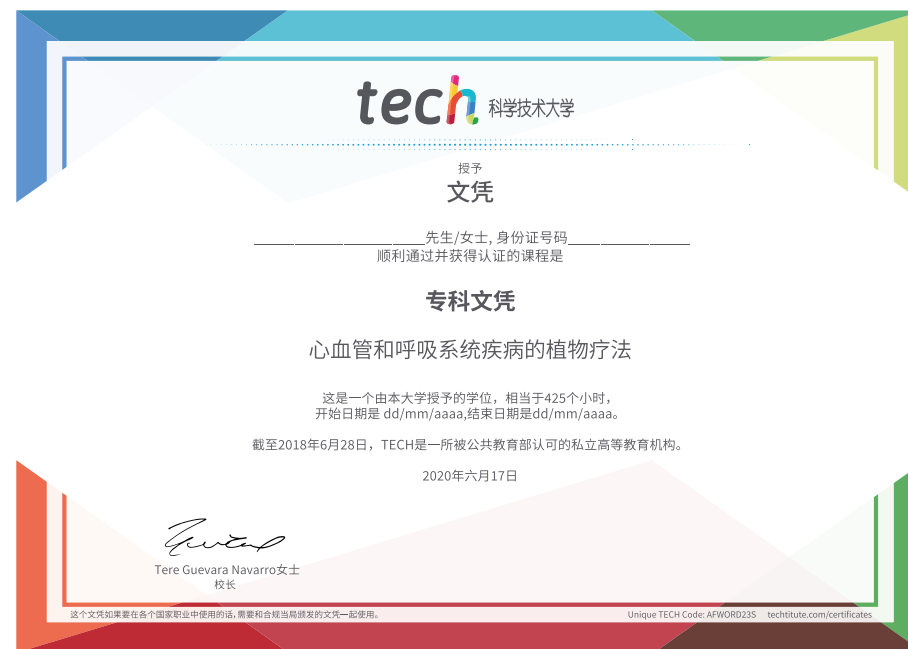 tech 科学技术大学
授予
文凭
____________________先生/女士, 身份证号码______________
顺利通过并获得认证的课程是
专科文凭
心血管和呼吸系统疾病的植物疗法
这是一个由本大学授予的学位，相当于425个小时，
开始日期是 dd/mm/aaaa,结束日期是dd/mm/aaaa。
截至2018年6月28日，TECH是一所被公共教育部认可的私立高等教育机构。
2020年六月17日
Tere Guevara Navarro女士
校长
这个文凭如果要在各个国家职业中使用的话,需要和合规当局颁发的文凭一起使用。
Unique TECH Code: AFWORD23S techtitute.com/certificates